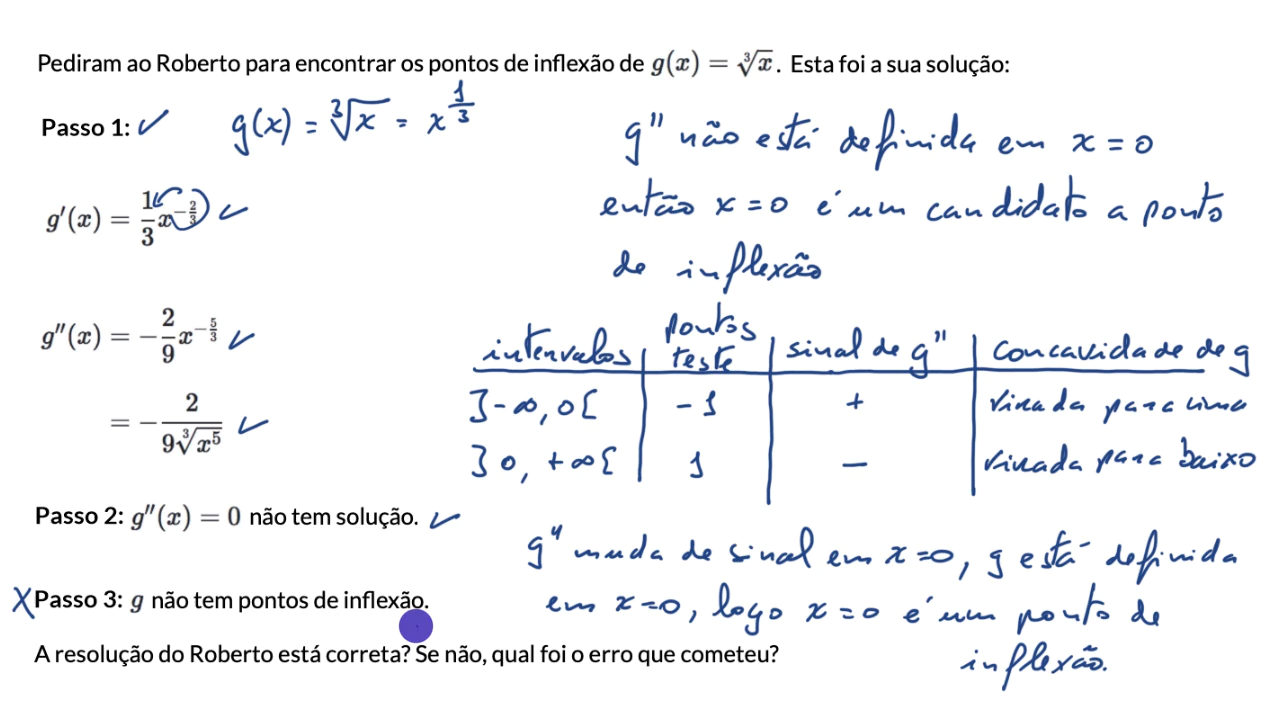 Pediram ao Roberto para encontrar os pontos de inflexão de g(x) = ∛x. Esta foi a sua solução:
Passo 1: ✓
g(x) = ∛x = x^(1/3)
g'(x) = 1/3 x^(-2/3) ✓
g''(x) = -2/9 x^(-5/3) ✓
= -2/(9∛(x^5)) ✓
Passo 2: g''(x) = 0 não tem solução. ✓
X Passo 3: g não tem pontos de inflexão.
A resolução do Roberto está correta? Se não, qual foi o erro que cometeu?
g" não está definida em x = 0
então x = 0 é um candidato a ponto
de inflexão
intervalos | pontos teste | sinal de g" | concavidade de g
]-∞, 0[ | -1 | + | virada para cima
]0, +∞[ | 1 | - | virada para baixo
g" muda de sinal em x=0, g está definida
em x=0, logo x=0 é um ponto de
inflexão.